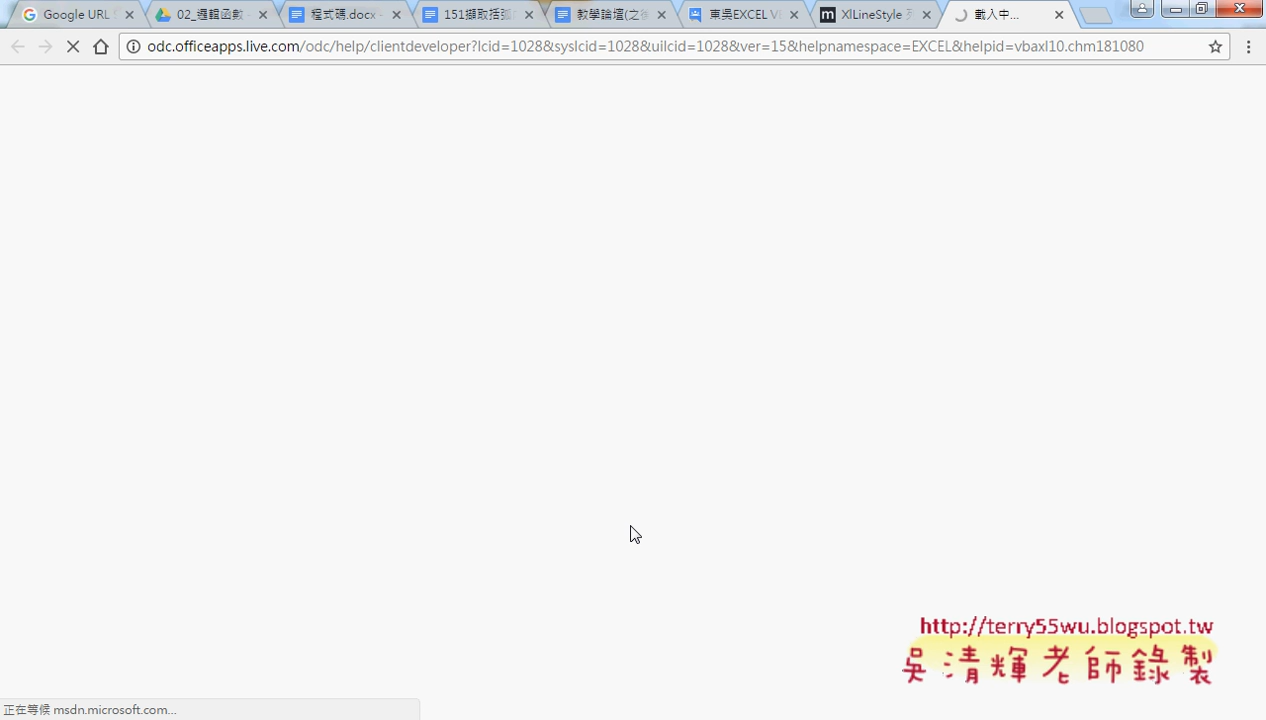 Google URL
02_邏輯函數
程式碼.docx
151擷取括弧
教學論壇(之後
東吳EXCEL V
XlLineStyle 列
載入中...
odc.officeapps.live.com/odc/help/clientdeveloper?lcid=1028&syslcid=1028&uilcid=1028&ver=15&helpnamespace=EXCEL&helpid=vbaxl10.chm181080
http://terry55wu.blogspot.tw
吳清輝老師錄製
正在等候 msdn.microsoft.com...